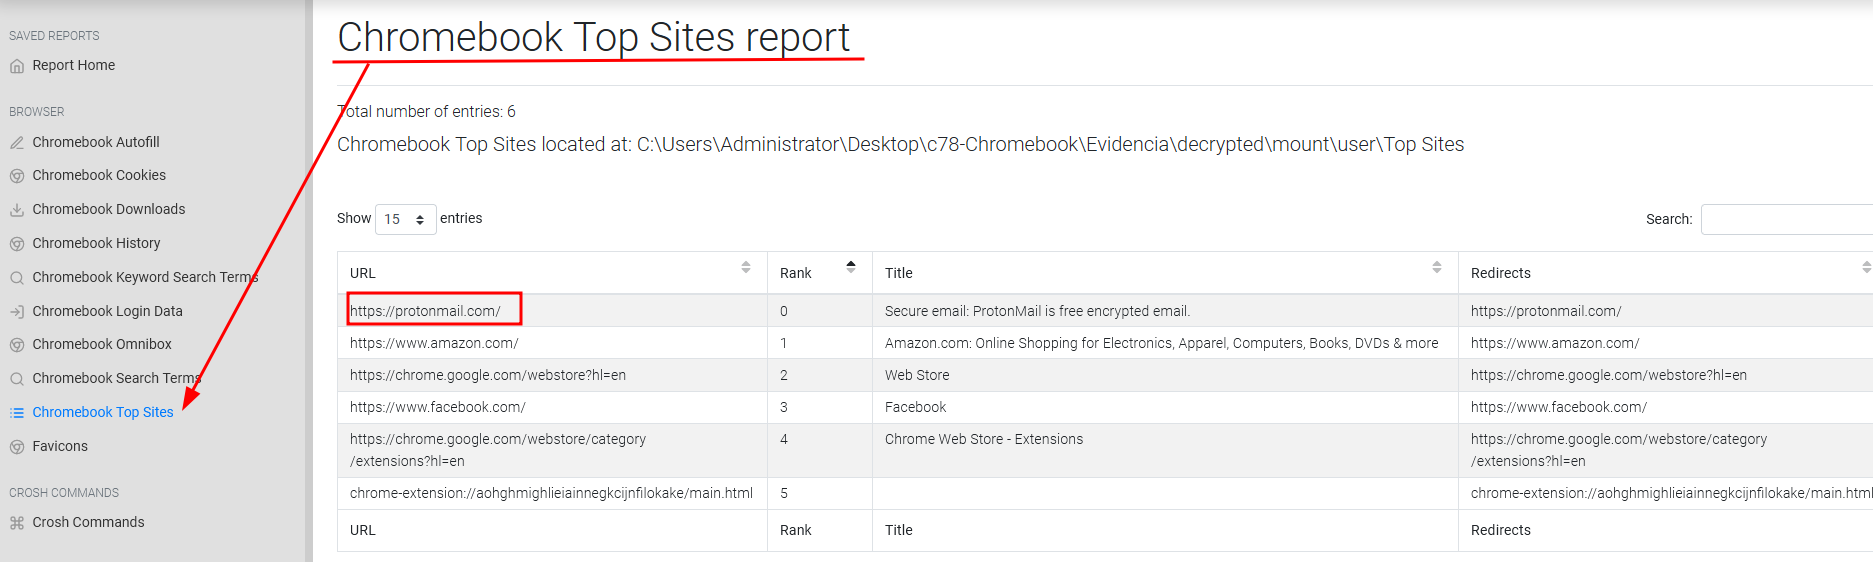 SAVED REPORTS
Report Home
BROWSER
Chromebook Autofill
Chromebook Cookies
Chromebook Downloads
Chromebook History
Chromebook Keyword Search Terms
Chromebook Login Data
Chromebook Omnibox
Chromebook Search Terms
Chromebook Top Sites
Favicons
CROSH COMMANDS
Crosh Commands
Chromebook Top Sites report
Total number of entries: 6
Chromebook Top Sites located at: C:\Users\Administrator\Desktop\c78-Chromebook\Evidencia\decrypted\mount\user\Top Sites
Show 15 entries
Search:
URL Rank Title Redirects
https://protonmail.com/ 0 Secure email: ProtonMail is free encrypted email. https://protonmail.com/
https://www.amazon.com/ 1 Amazon.com: Online Shopping for Electronics, Apparel, Computers, Books, DVDs & more https://www.amazon.com/
https://chrome.google.com/webstore?hl=en 2 Web Store https://chrome.google.com/webstore?hl=en
https://www.facebook.com/ 3 Facebook https://www.facebook.com/
https://chrome.google.com/webstore/category 4 Chrome Web Store - Extensions https://chrome.google.com/webstore/category
/extensions?hl=en /extensions?hl=en
chrome-extension://aohghmighlieiainnegkcijnfilokake/main.html 5 chrome-extension://aohghmighlieiainnegkcijnfilokake/main.html
URL Rank Title Redirects